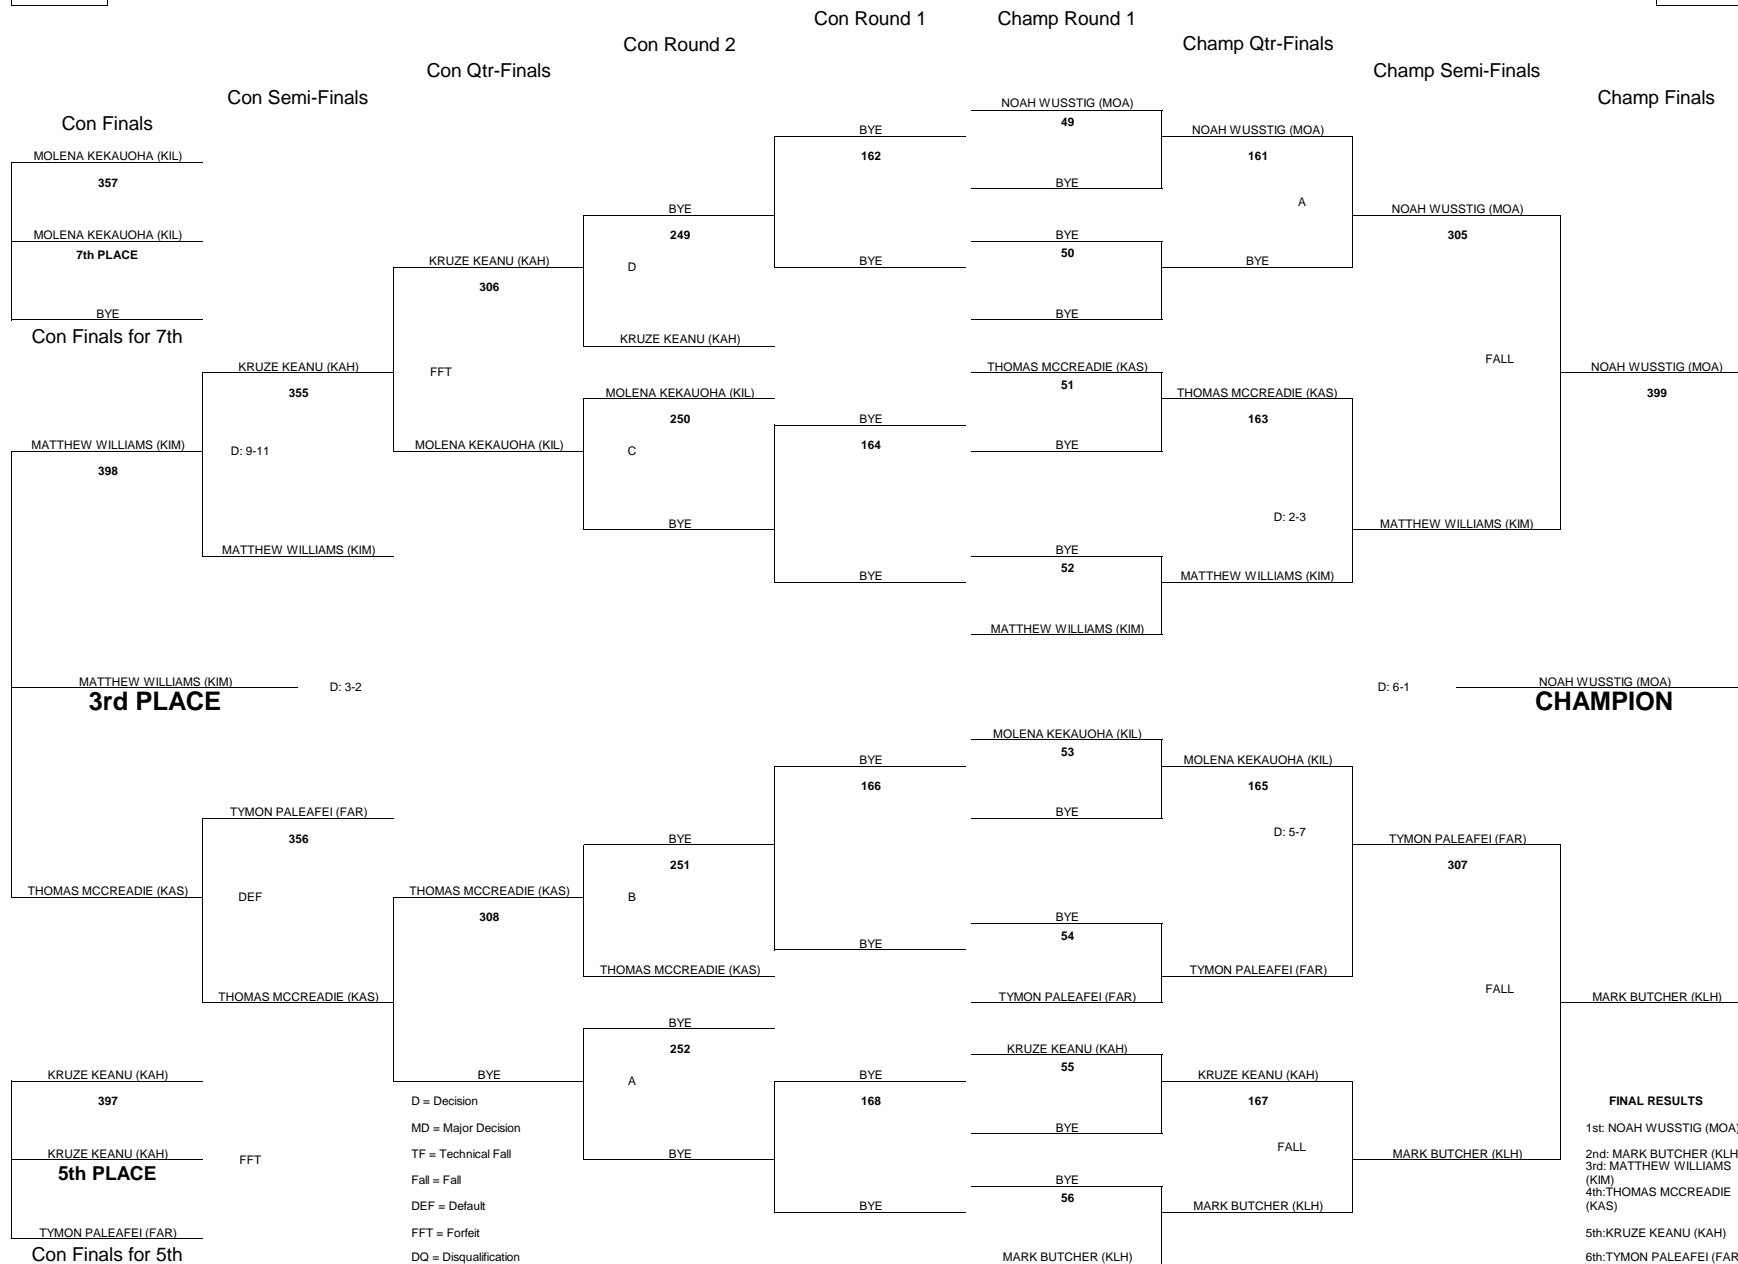 Con Round 1
Champ Round 1
Con Round 2
Champ Qtr-Finals
Con Qtr-Finals
Champ Semi-Finals
Con Semi-Finals
Champ Finals
Con Finals
MOLENA KEKAUOHA (KIL)
357
MOLENA KEKAUOHA (KIL)
7th PLACE
BYE
Con Finals for 7th
MATTHEW WILLIAMS (KIM)
398
MATTHEW WILLIAMS (KIM)
3rd PLACE
D: 3-2
THOMAS MCCREADIE (KAS)
KRUZE KEANU (KAH)
397
KRUZE KEANU (KAH)
5th PLACE
FFT
TYMON PALEAFEI (FAR)
Con Finals for 5th
KRUZE KEANU (KAH)
355
D: 9-11
MATTHEW WILLIAMS (KIM)
TYMON PALEAFEI (FAR)
356
DEF
THOMAS MCCREADIE (KAS)
KRUZE KEANU (KAH)
306
FFT
MOLENA KEKAUOHA (KIL)
THOMAS MCCREADIE (KAS)
308
BYE
D = Decision
MD = Major Decision
TF = Technical Fall
Fall = Fall
DEF = Default
FFT = Forfeit
DQ = Disqualification
BYE
249
D
KRUZE KEANU (KAH)
MOLENA KEKAUOHA (KIL)
250
C
BYE
BYE
251
B
THOMAS MCCREADIE (KAS)
BYE
252
A
BYE
BYE
162
BYE
BYE
164
BYE
BYE
166
BYE
BYE
168
BYE
NOAH WUSSTIG (MOA)
49
BYE
BYE
50
BYE
THOMAS MCCREADIE (KAS)
51
BYE
BYE
52
MATTHEW WILLIAMS (KIM)
MOLENA KEKAUOHA (KIL)
53
BYE
BYE
54
TYMON PALEAFEI (FAR)
KRUZE KEANU (KAH)
55
BYE
BYE
56
MARK BUTCHER (KLH)
NOAH WUSSTIG (MOA)
161
A
BYE
THOMAS MCCREADIE (KAS)
163
D: 2-3
MATTHEW WILLIAMS (KIM)
MOLENA KEKAUOHA (KIL)
165
D: 5-7
TYMON PALEAFEI (FAR)
KRUZE KEANU (KAH)
167
FALL
MARK BUTCHER (KLH)
NOAH WUSSTIG (MOA)
305
FALL
MATTHEW WILLIAMS (KIM)
TYMON PALEAFEI (FAR)
307
FALL
MARK BUTCHER (KLH)
NOAH WUSSTIG (MOA)
399
D: 6-1
NOAH WUSSTIG (MOA)
CHAMPION
MARK BUTCHER (KLH)
FINAL RESULTS
1st: NOAH WUSSTIG (MOA)
2nd: MARK BUTCHER (KLH
3rd: MATTHEW WILLIAMS
(KIM)
4th:THOMAS MCCREADIE
(KAS)
5th:KRUZE KEANU (KAH)
6th:TYMON PALEAFEI (FAR